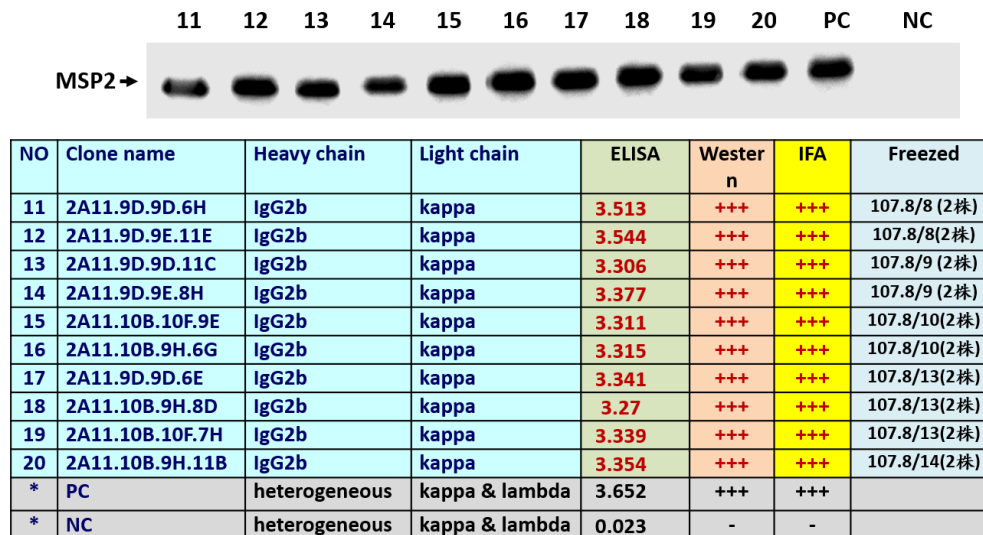 11 12 13 14 15 16 17 18 19 20 PC NC
MSP2
NO Clone name Heavy chain Light chain ELISA Wester n IFA Freezed
11 2A11.9D.9D.6H IgG2b kappa 3.513 +++ +++ 107.8/8 (2株)
12 2A11.9D.9E.11E IgG2b kappa 3.544 +++ +++ 107.8/8(2株)
13 2A11.9D.9D.11C IgG2b kappa 3.306 +++ +++ 107.8/9 (2株)
14 2A11.9D.9E.8H IgG2b kappa 3.377 +++ +++ 107.8/9 (2株)
15 2A11.10B.10F.9E IgG2b kappa 3.311 +++ +++ 107.8/10(2株)
16 2A11.10B.9H.6G IgG2b kappa 3.315 +++ +++ 107.8/10(2株)
17 2A11.9D.9D.6E IgG2b kappa 3.341 +++ +++ 107.8/13(2株)
18 2A11.10B.9H.8D IgG2b kappa 3.27 +++ +++ 107.8/13(2株)
19 2A11.10B.10F.7H IgG2b kappa 3.339 +++ +++ 107.8/13(2株)
20 2A11.10B.9H.11B IgG2b kappa 3.354 +++ +++ 107.8/14(2株)
* PC heterogeneous kappa & lambda 3.652 +++ +++
* NC heterogeneous kappa & lambda 0.023 - -